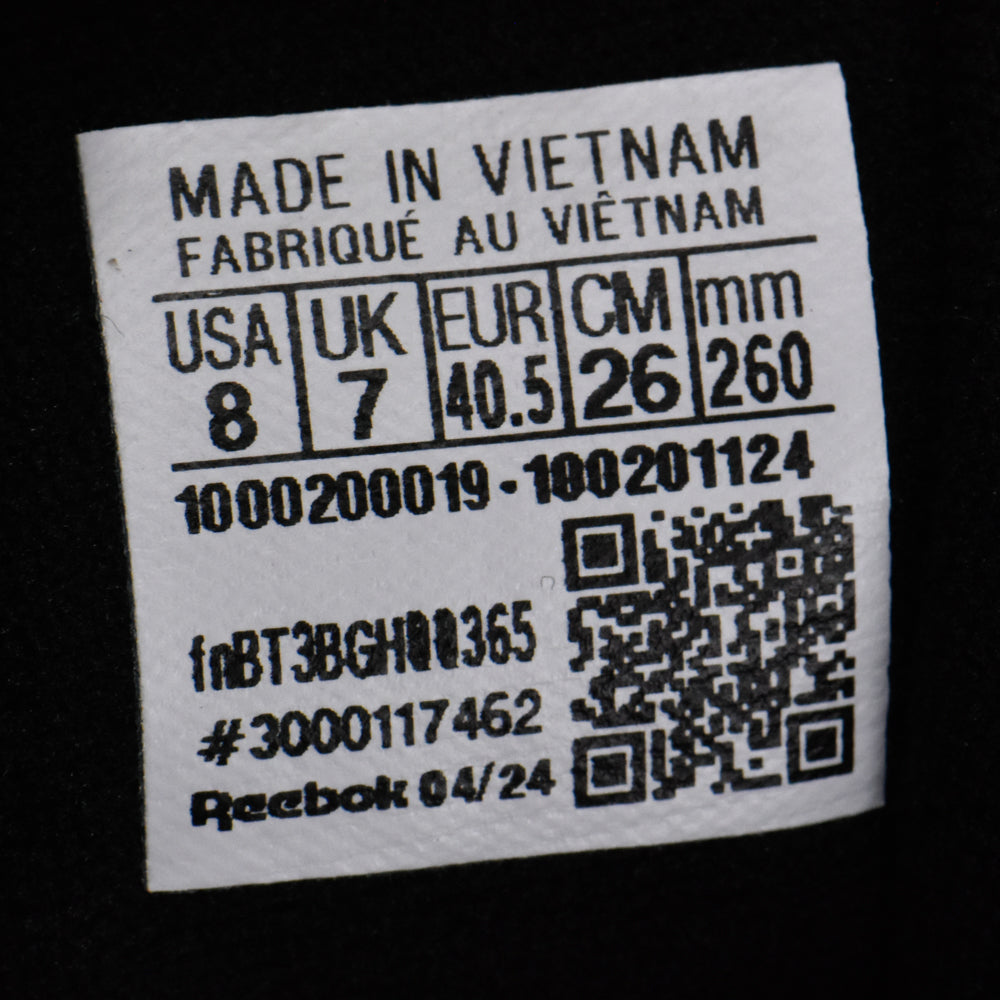 MADE IN VIETNAM
FABRIQUÉ AU VIÊTNAM
USA UK EUR CM mm
8 7 40.5 26 260
1000200019-100201124
fnBT3BGH00365
#3000117462
Reebok 04/24